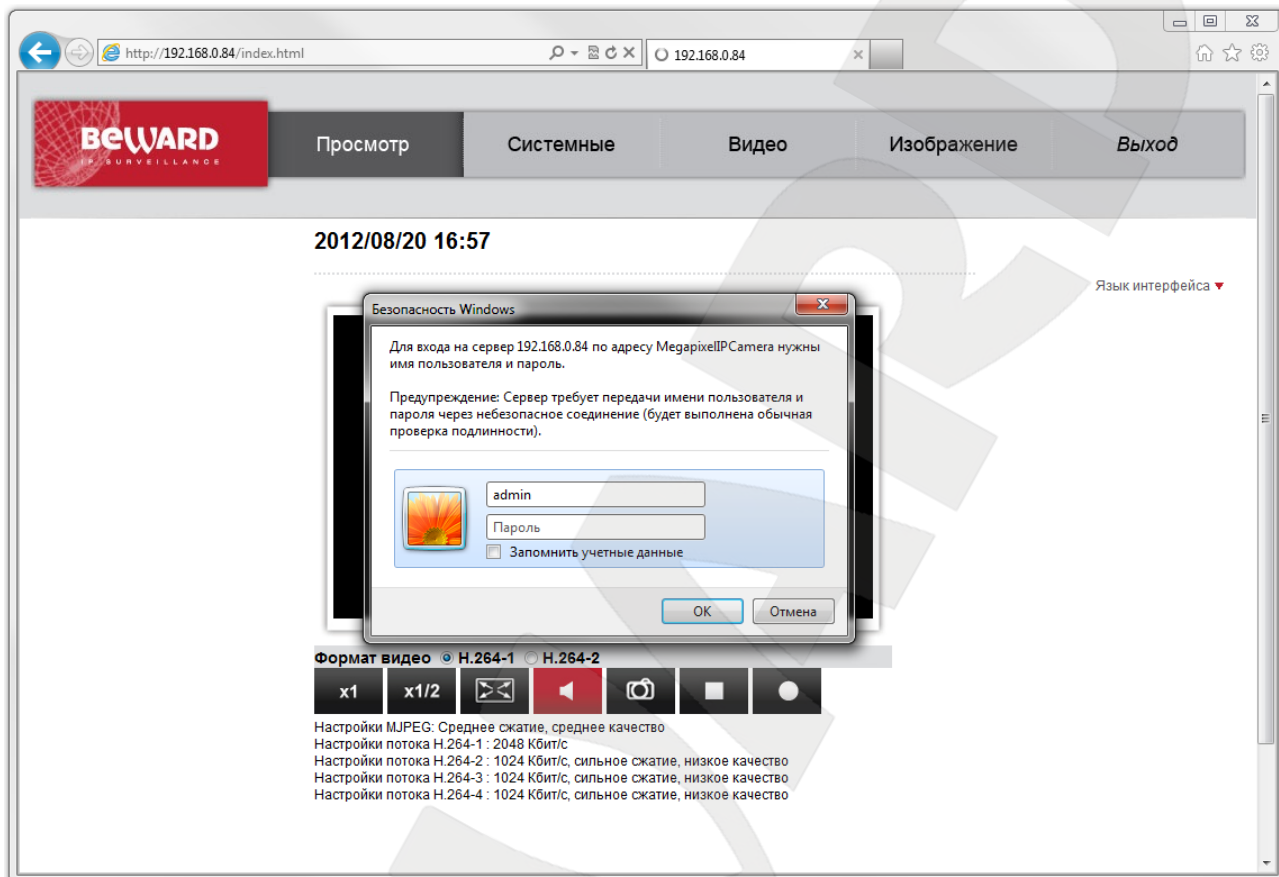 http://192.168.0.84/index.html
192.168.0.84
BEWARD
IP SURVEILLANCE
Просмотр
Системные
Видео
Изображение
Выход
2012/08/20 16:57
Язык интерфейса
Безопасность Windows
Для входа на сервер 192.168.0.84 по адресу MegapixelIPCamera нужны
имя пользователя и пароль.
Предупреждение: Сервер требует передачи имени пользователя и
пароля через небезопасное соединение (будет выполнена обычная
проверка подлинности).
admin
Пароль
Запомнить учетные данные
ОК
Отмена
Формат видео H.264-1 H.264-2
x1
x1/2
Настройки MJPEG: Среднее сжатие, среднее качество
Настройки потока H.264-1 : 2048 Кбит/с
Настройки потока H.264-2 : 1024 Кбит/с, сильное сжатие, низкое качество
Настройки потока H.264-3 : 1024 Кбит/с, сильное сжатие, низкое качество
Настройки потока H.264-4 : 1024 Кбит/с, сильное сжатие, низкое качество